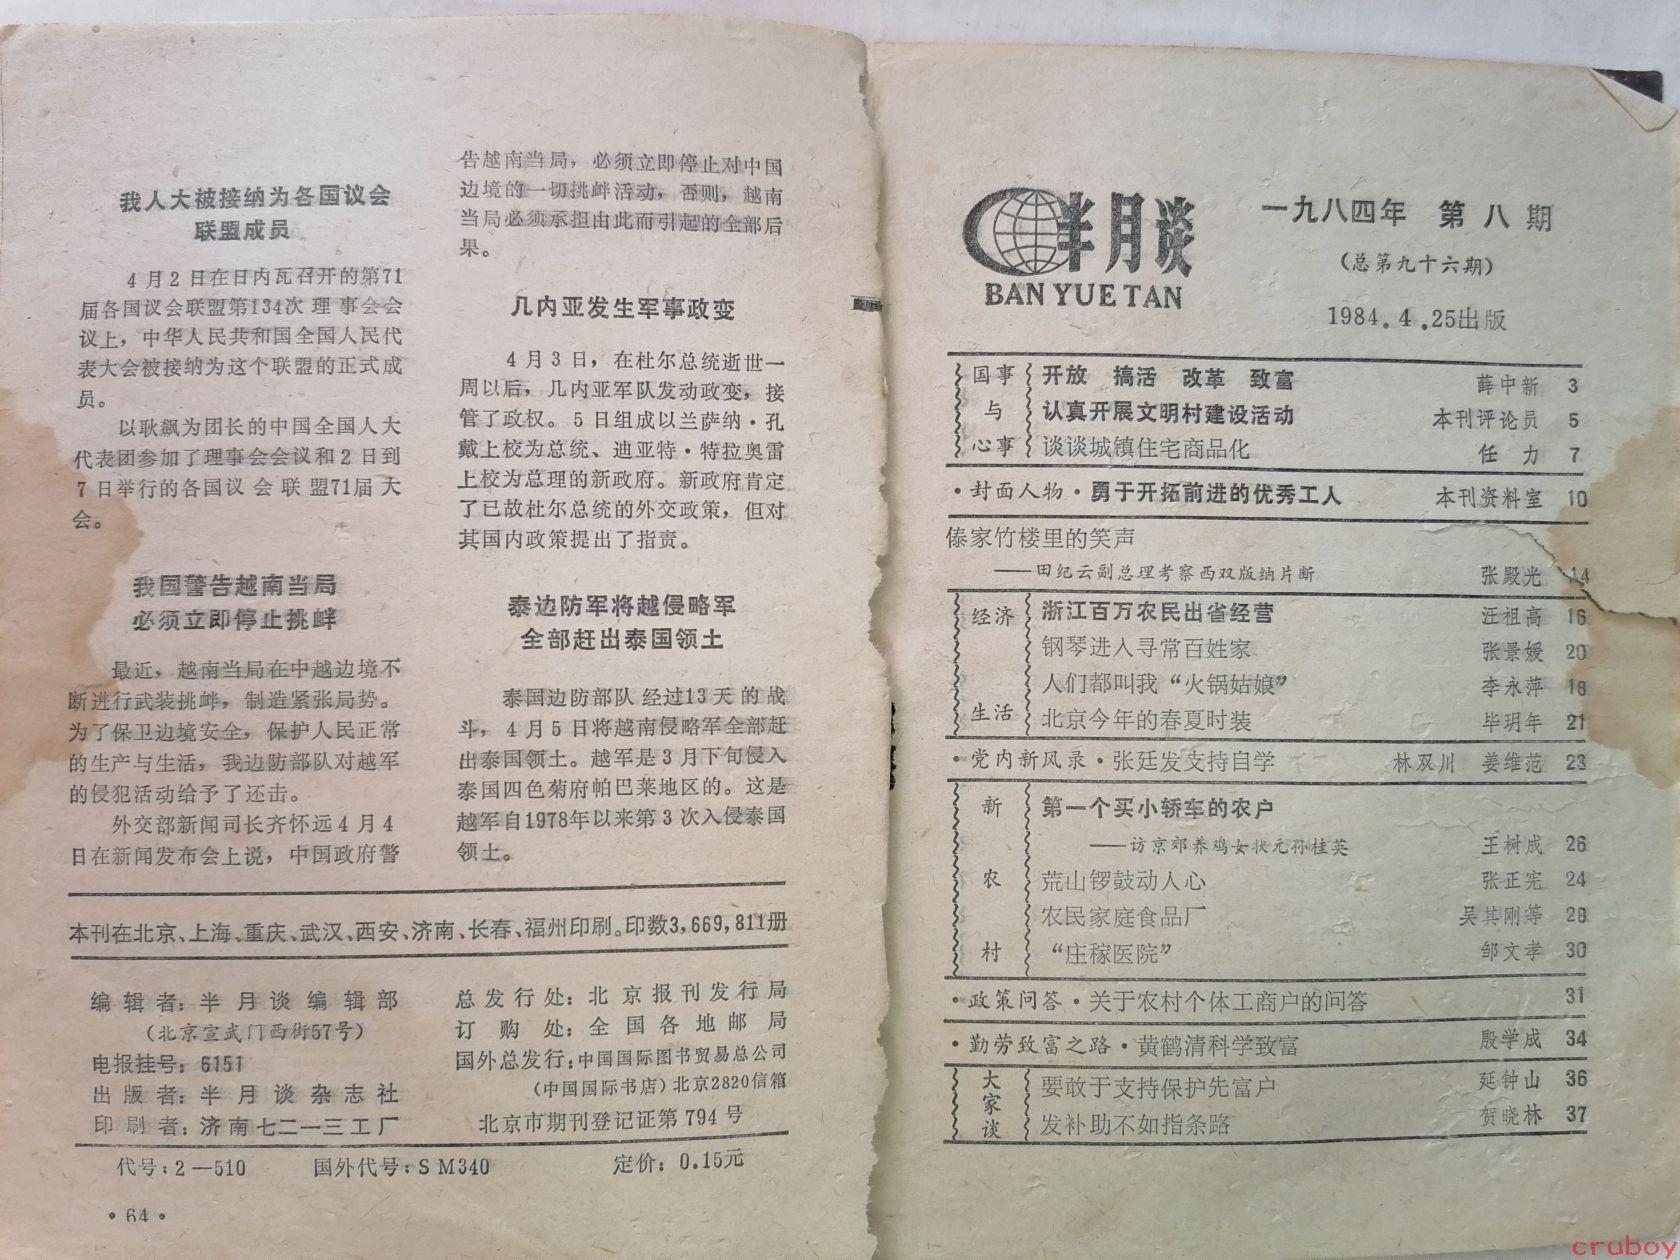 我人大被接纳为各国议会
联盟成员
4月2日在日内瓦召开的第71
届各国议会联盟第134次理事会会
议上，中华人民共和国全国人民代
表大会被接纳为这个联盟的正式成
员。
以耿飙为团长的中国全国人大
代表团参加了理事会会议和2日到
7日举行的各国议会联盟71届大
会。
我国警告越南当局
必须立即停止挑衅
最近，越南当局在中越边境不
断进行武装挑衅，制造紧张局势。
为了保卫边境安全，保护人民正常
的生产与生活，我边防部队对越军
的侵犯活动给予了还击。
外交部新闻司长齐怀远4月4
日在新闻发布会上说，中国政府警
告越南当局，必须立即停止对中国
边境的一切挑衅活动，否则，越南
当局必须承担由此而引起的全部后
果。
几内亚发生军事政变
4月3日，在杜尔总统逝世一
周以后，几内亚军队发动政变，接
管了政权。5日组成以兰萨纳·孔
戴上校为总统、迪亚特·特拉奥雷
上校为总理的新政府。新政府肯定
了已故杜尔总统的外交政策，但对
其国内政策提出了指责。
泰边防军将越侵略军
全部赶出泰国领土
泰国边防部队经过13天的战
斗，4月5日将越南侵略军全部赶
出泰国领土。越军是3月下旬侵入
泰国四色菊府帕巴莱地区的。这是
越军自1978年以来第3次入侵泰国
领土。
本刊在北京、上海、重庆、武汉、西安、济南、长春、福州印刷。印数3,669,811册
编辑者：半月谈编辑部
（北京宣武门西街57号）
电报挂号：6151
出版者：半月谈杂志社
印刷者：济南七二一三工厂
总发行处：北京报刊发行局
订购处：全国各地邮局
国外总发行：中国国际图书贸易总公司
（中国国际书店）北京2820信箱
北京市期刊登记证第794号
代号：2—510 国外代号：SM340 定价：0.15元
·64·
半月谈
BAN YUE TAN
一九八四年 第八期
（总第九十六期）
1984.4.25出版
国事与心事
开放 搞活 改革 致富 薛中新 3
认真开展文明村建设活动 本刊评论员 5
谈谈城镇住宅商品化 任力 7
·封面人物·勇于开拓前进的优秀工人 本刊资料室 10
傣家竹楼里的笑声
——田纪云副总理考察西双版纳片断 张殿光 14
经济生活
浙江百万农民出省经营 汪祖高 16
钢琴进入寻常百姓家 张景媛 20
人们都叫我“火锅姑娘” 李永萍 18
北京今年的春夏时装 毕玥年 21
·党内新风录·张廷发支持自学 林双川 姜维范 23
新农村
第一个买小轿车的农户
——访京郊养鸡女状元孙桂英 王树成 26
荒山锣鼓动人心 张正宪 24
农民家庭食品厂 吴其刚等 28
“庄稼医院” 邹文孝 30
·政策问答·关于农村个体工商户的问答 31
·勤劳致富之路·黄鹤清科学致富 殷学成 34
大家谈
要敢于支持保护先富户 延钟山 36
发补助不如指条路 贺晓林 37
cruboy